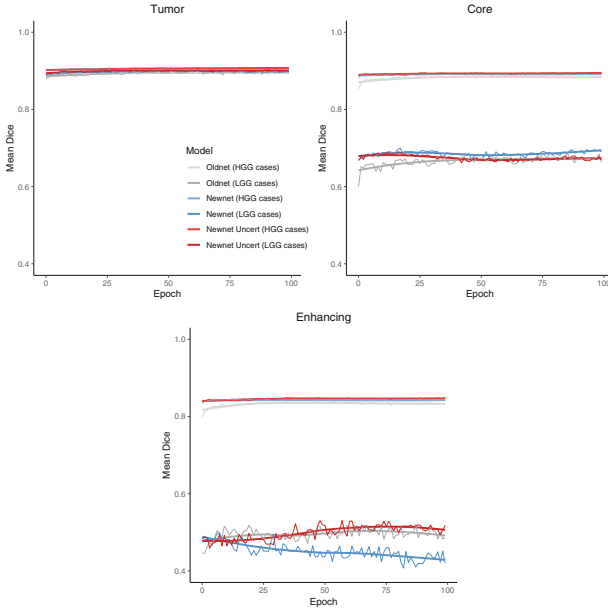 Tumor
Mean Dice
1.0
0.8
0.6
0.4
0
25
50
75
100
Epoch
Model
Oldnet (HGG cases)
Oldnet (LGG cases)
Newnet (HGG cases)
Newnet (LGG cases)
Newnet Uncert (HGG cases)
Newnet Uncert (LGG cases)
Core
Mean Dice
1.0
0.8
0.6
0.4
0
25
50
75
100
Epoch
Enhancing
Mean Dice
1.0
0.8
0.6
0.4
0
25
50
75
100
Epoch